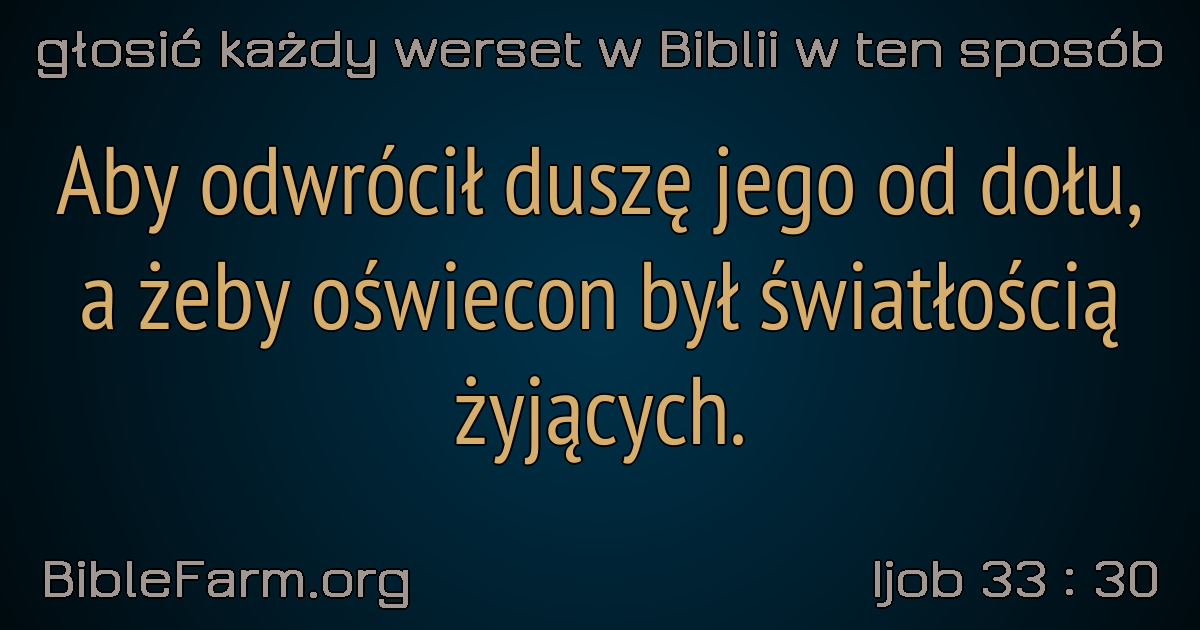 głosić każdy werset w Biblii w ten sposób
Aby odwrócił duszę jego od dołu,
a żeby oświecon był światłością
żyjących.
BibleFarm.org
Ijob 33 : 30